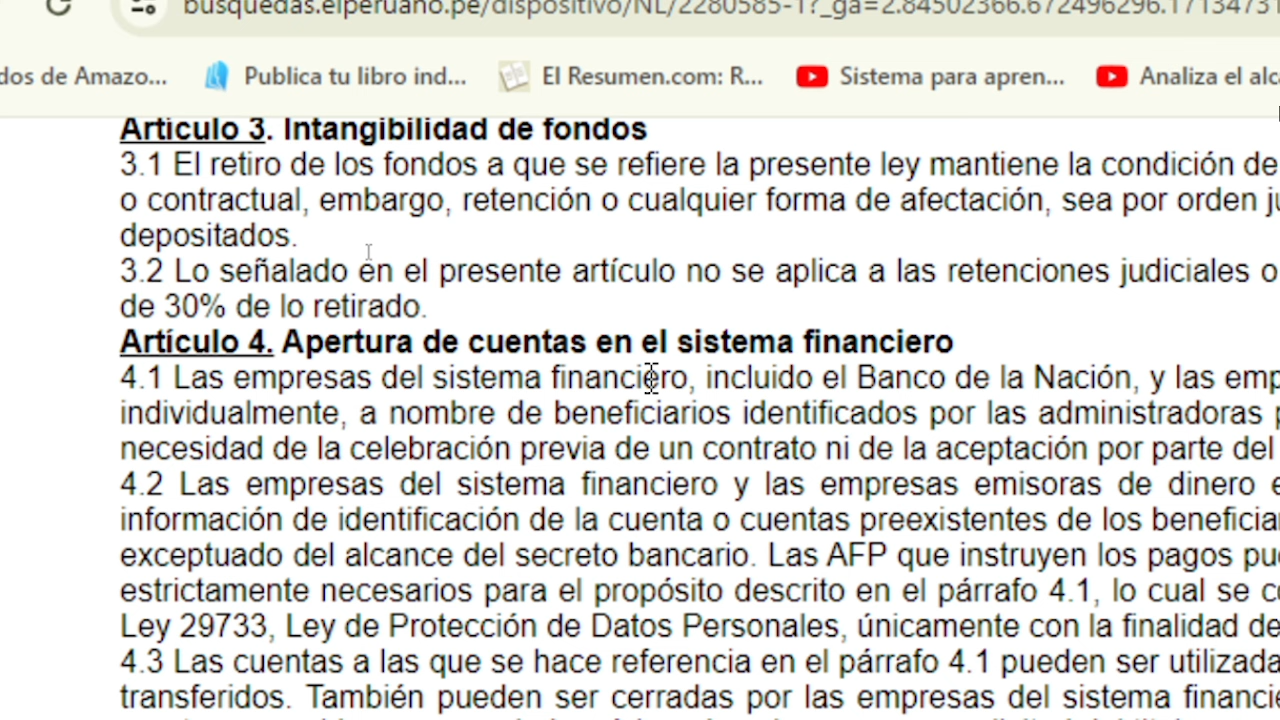 busquedas.elperuano.pe/dispositivo/NL/2280585-1?_ga=2.84502366.672496296.17134731
dos de Amazo... Publica tu libro ind... El Resumen.com: R... Sistema para apren... Analiza el alc
Artículo 3. Intangibilidad de fondos
3.1 El retiro de los fondos a que se refiere la presente ley mantiene la condición de
o contractual, embargo, retención o cualquier forma de afectación, sea por orden ju
depositados.
3.2 Lo señalado en el presente artículo no se aplica a las retenciones judiciales o
de 30% de lo retirado.
Artículo 4. Apertura de cuentas en el sistema financiero
4.1 Las empresas del sistema financiero, incluido el Banco de la Nación, y las emp
individualmente, a nombre de beneficiarios identificados por las administradoras p
necesidad de la celebración previa de un contrato ni de la aceptación por parte del
4.2 Las empresas del sistema financiero y las empresas emisoras de dinero e
información de identificación de la cuenta o cuentas preexistentes de los beneficiar
exceptuado del alcance del secreto bancario. Las AFP que instruyen los pagos pue
estrictamente necesarios para el propósito descrito en el párrafo 4.1, lo cual se co
Ley 29733, Ley de Protección de Datos Personales, únicamente con la finalidad de
4.3 Las cuentas a las que se hace referencia en el párrafo 4.1 pueden ser utilizada
transferidos. También pueden ser cerradas por las empresas del sistema financie